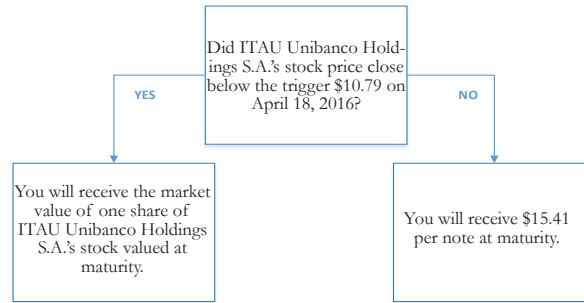 Did ITAU Unibanco Hold-
ings S.A.'s stock price close
below the trigger $10.79 on
April 18, 2016?
YES
NO
You will receive the market
value of one share of
ITAU Unibanco Holdings
S.A.'s stock valued at
maturity.
You will receive $15.41
per note at maturity.